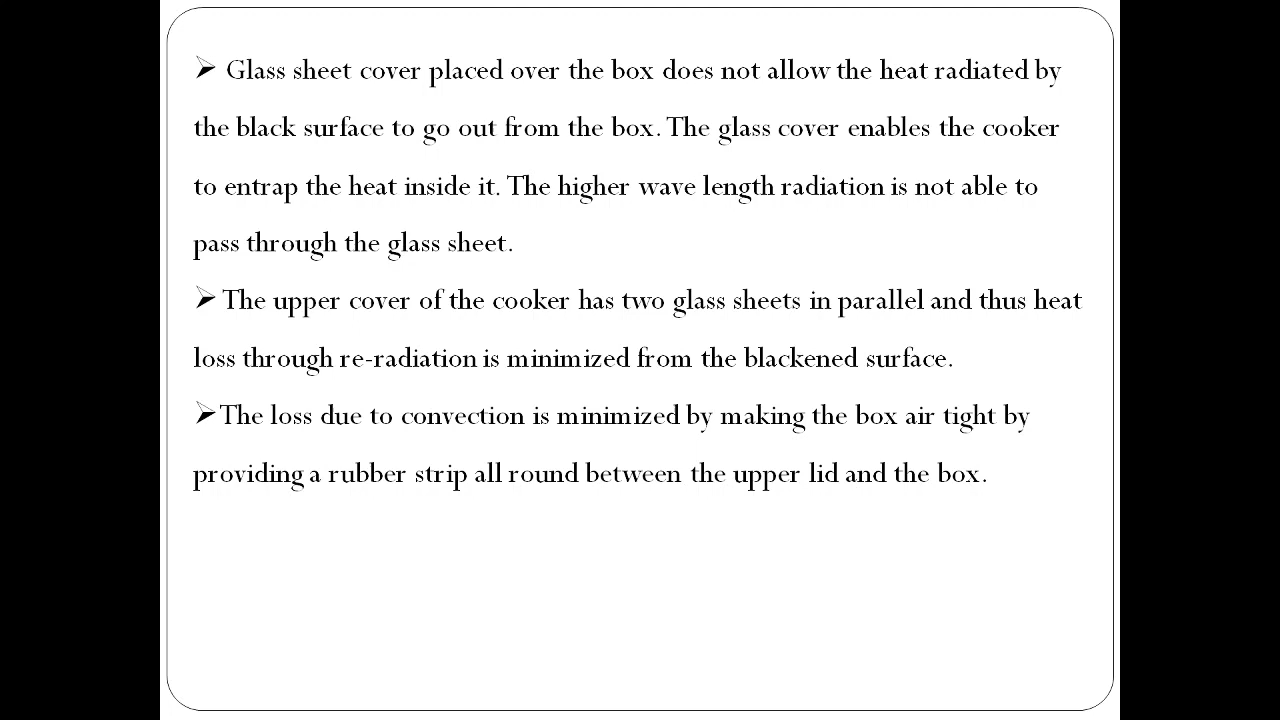 ➢ Glass sheet cover placed over the box does not allow the heat radiated by
the black surface to go out from the box. The glass cover enables the cooker
to entrap the heat inside it. The higher wave length radiation is not able to
pass through the glass sheet.
➢ The upper cover of the cooker has two glass sheets in parallel and thus heat
loss through re-radiation is minimized from the blackened surface.
➢The loss due to convection is minimized by making the box air tight by
providing a rubber strip all round between the upper lid and the box.